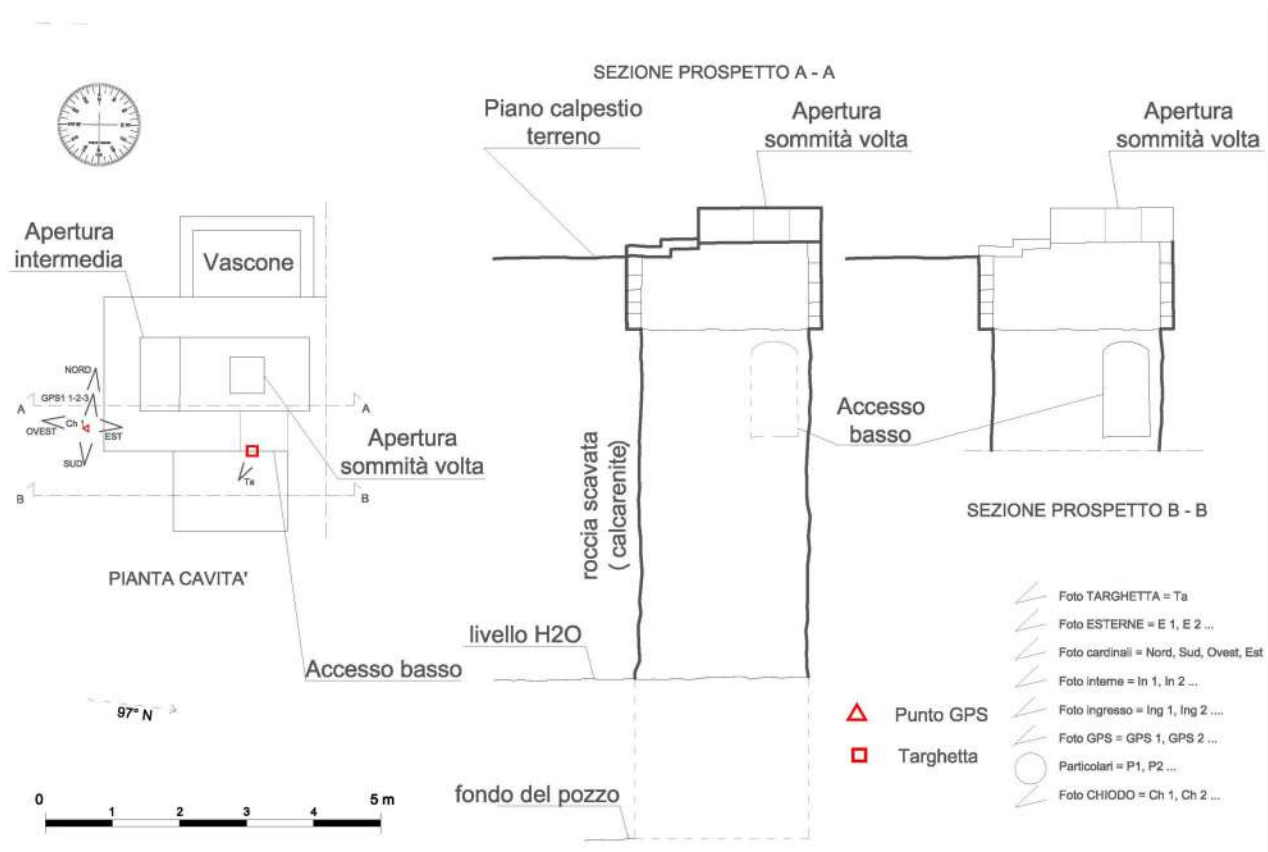 SEZIONE PROSPETTO A - A
Piano calpestio
terreno
Apertura
sommità volta
Apertura
sommità volta
Apertura
intermedia
Vascone
NORD
GPS1 1-2-3
A
A
Ch 1
OVEST
EST
SUD
Ta
B
B
Apertura
sommità volta
PIANTA CAVITA'
Accesso basso
97° N
0
1
2
3
4
5 m
roccia scavata
( calcarenite)
Accesso
basso
livello H2O
fondo del pozzo
SEZIONE PROSPETTO B - B
Punto GPS
Targhetta
Foto TARGHETTA = Ta
Foto ESTERNE = E 1, E 2 ...
Foto cardinali = Nord, Sud, Ovest, Est
Foto interne = In 1, In 2 ...
Foto ingresso = Ing 1, Ing 2 ....
Foto GPS = GPS 1, GPS 2 ...
Particolari = P1, P2 ...
Foto CHIODO = Ch 1, Ch 2 ...